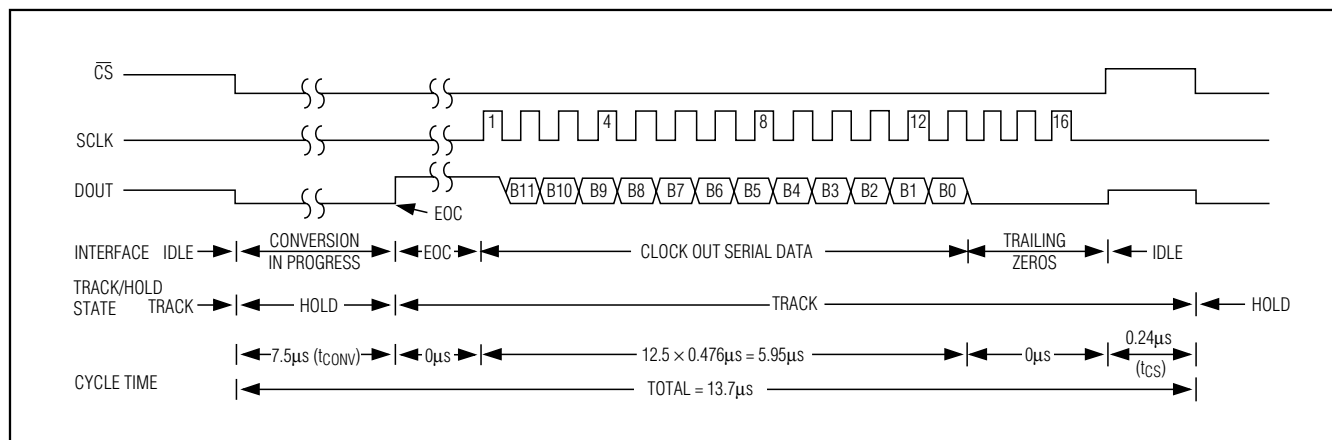 CS
SCLK 1 4 8 12 16
DOUT B11 B10 B9 B8 B7 B6 B5 B4 B3 B2 B1 B0
EOC
INTERFACE IDLE CONVERSION IN PROGRESS EOC CLOCK OUT SERIAL DATA TRAILING ZEROS IDLE
TRACK/HOLD
STATE TRACK HOLD TRACK HOLD
7.5µs (tCONV) 0µs 12.5 × 0.476µs = 5.95µs 0µs 0.24µs (tCS)
CYCLE TIME
TOTAL = 13.7µs